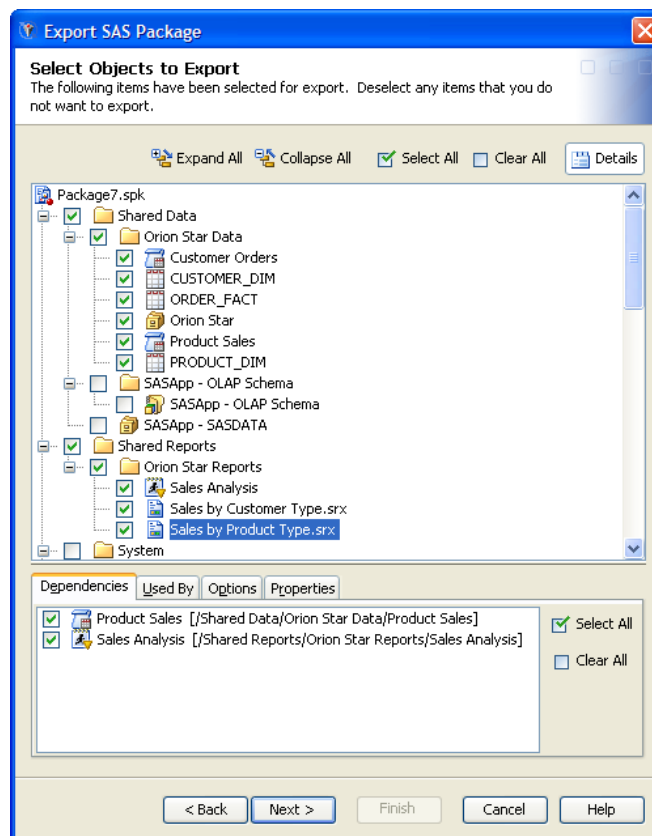 Export SAS Package
Select Objects to Export
The following items have been selected for export. Deselect any items that you do
not want to export.
Expand All Collapse All Select All Clear All Details
Package7.spk
Shared Data
Orion Star Data
Customer Orders
CUSTOMER_DIM
ORDER_FACT
Orion Star
Product Sales
PRODUCT_DIM
SASApp - OLAP Schema
SASApp - OLAP Schema
SASApp - SASDATA
Shared Reports
Orion Star Reports
Sales Analysis
Sales by Customer Type.srx
Sales by Product Type.srx
System
Dependencies Used By Options Properties
Product Sales [/Shared Data/Orion Star Data/Product Sales]
Sales Analysis [/Shared Reports/Orion Star Reports/Sales Analysis]
Select All
Clear All
< Back Next > Finish Cancel Help